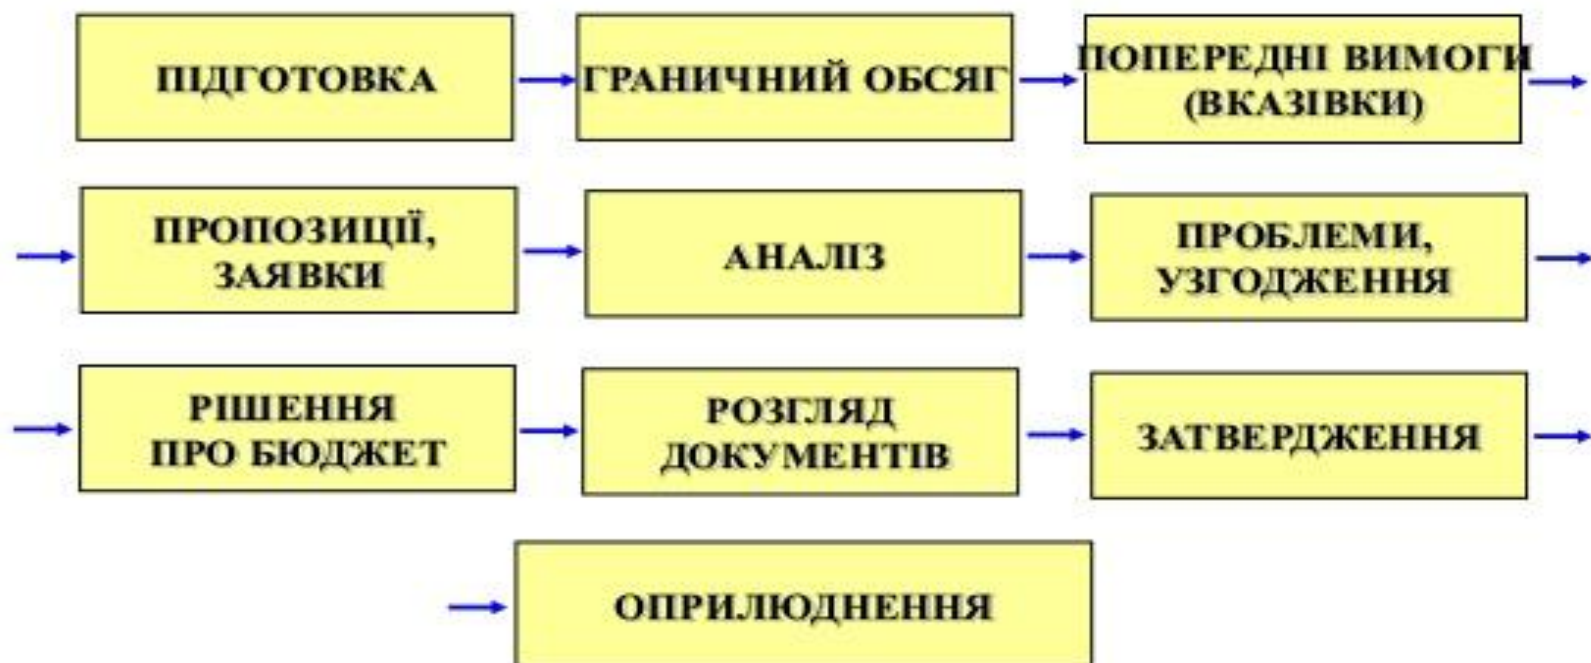 ПІДГОТОВКА
ГРАНИЧНИЙ ОБСЯГ
ПОПЕРЕДНІ ВИМОГИ
(ВКАЗІВКИ)
ПРОПОЗИЦІЇ,
ЗАЯВКИ
АНАЛІЗ
ПРОБЛЕМИ,
УЗГОДЖЕННЯ
РІШЕННЯ
ПРО БЮДЖЕТ
РОЗГЛЯД
ДОКУМЕНТІВ
ЗАТВЕРДЖЕННЯ
ОПРИЛЮДНЕННЯ